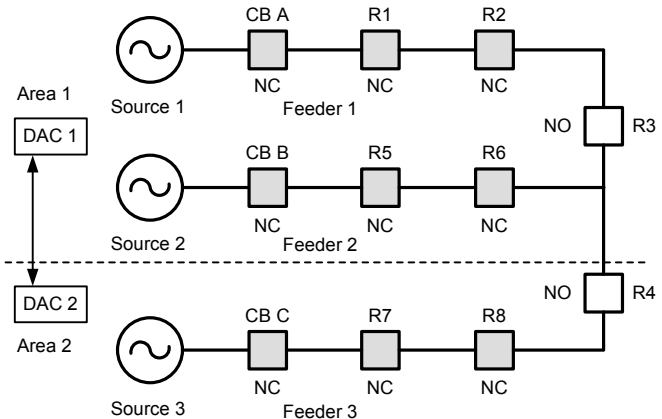 CB A R1 R2
NC NC NC
Source 1 Feeder 1
Area 1
DAC 1
NO R3
CB B R5 R6
NC NC NC
Source 2 Feeder 2
DAC 2
Area 2
NO R4
CB C R7 R8
NC NC NC
Source 3 Feeder 3